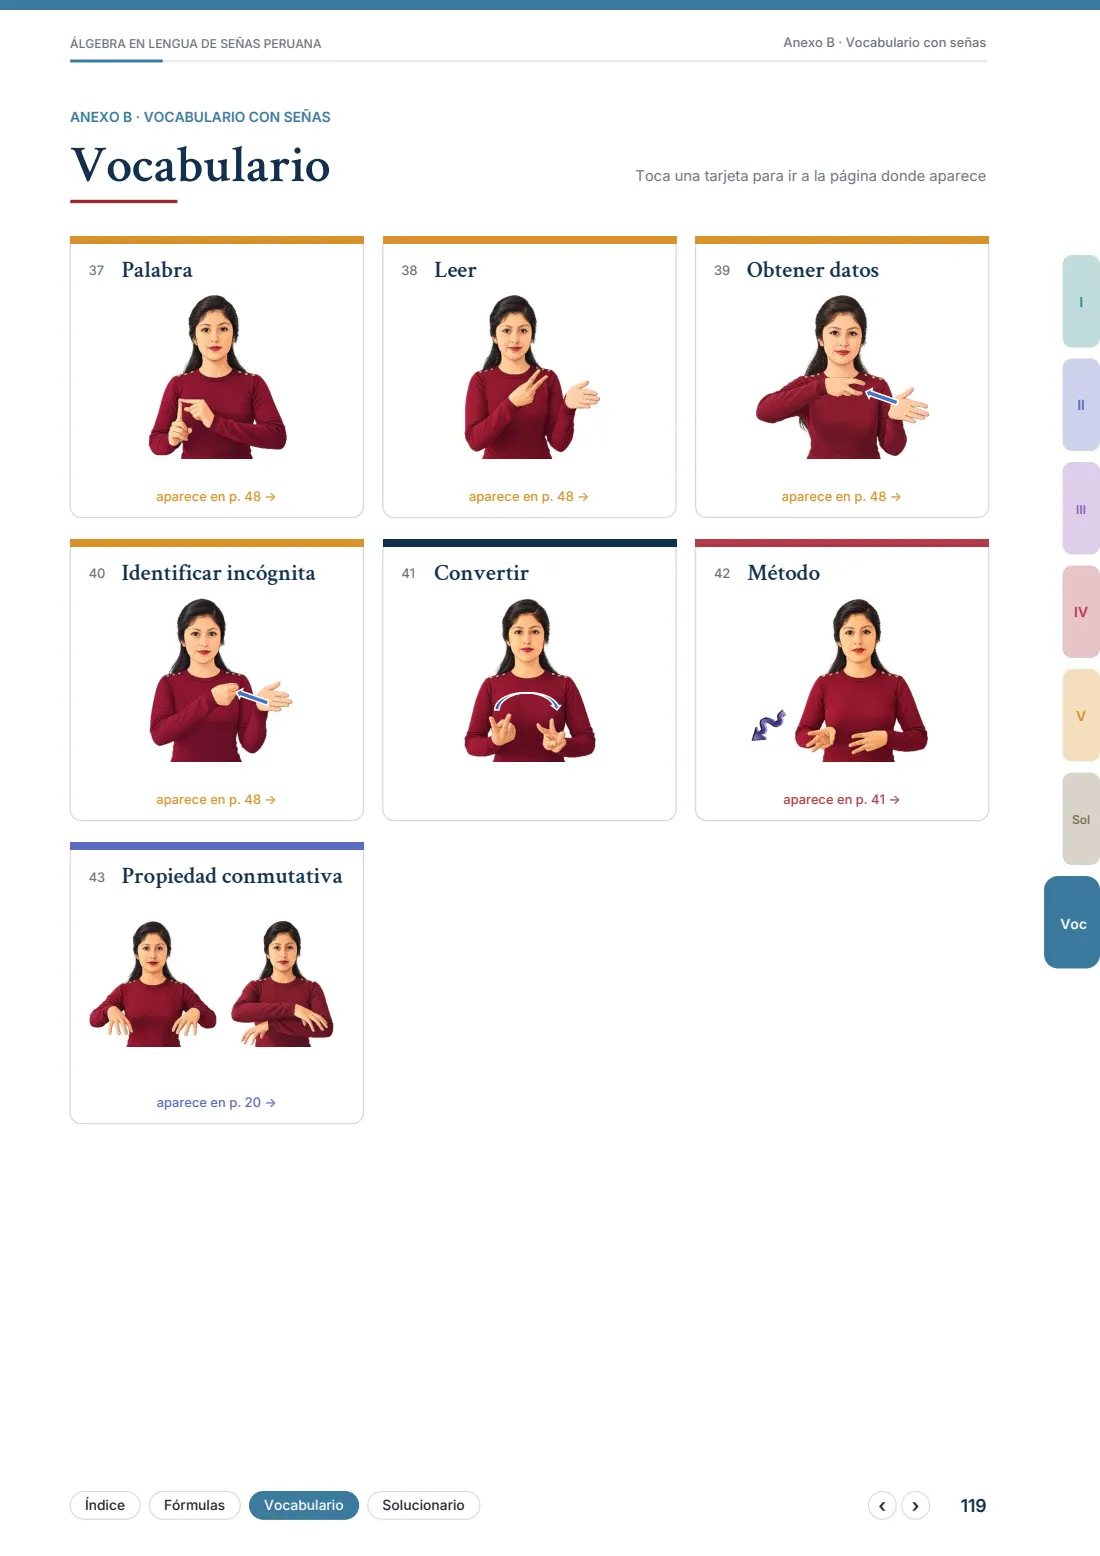 ÁLGEBRA EN LENGUA DE SEÑAS PERUANA
Anexo B · Vocabulario con señas
ANEXO B · VOCABULARIO CON SEÑAS
Vocabulario
Toca una tarjeta para ir a la página donde aparece
37 Palabra
aparece en p. 48 →
38 Leer
aparece en p. 48 →
39 Obtener datos
aparece en p. 48 →
40 Identificar incógnita
aparece en p. 48 →
41 Convertir
42 Método
aparece en p. 41 →
43 Propiedad conmutativa
aparece en p. 20 →
I
II
III
IV
V
Sol
Voc
Índice
Fórmulas
Vocabulario
Solucionario
‹ ›
119